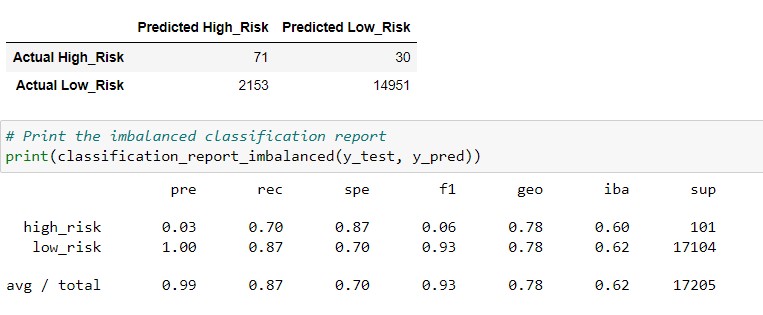 Predicted High_Risk Predicted Low_Risk
Actual High_Risk 71 30
Actual Low_Risk 2153 14951
# Print the imbalanced classification report
print(classification_report_imbalanced(y_test, y_pred))
pre rec spe f1 geo iba sup
high_risk 0.03 0.70 0.87 0.06 0.78 0.60 101
low_risk 1.00 0.87 0.70 0.93 0.78 0.62 17104
avg / total 0.99 0.87 0.70 0.93 0.78 0.62 17205